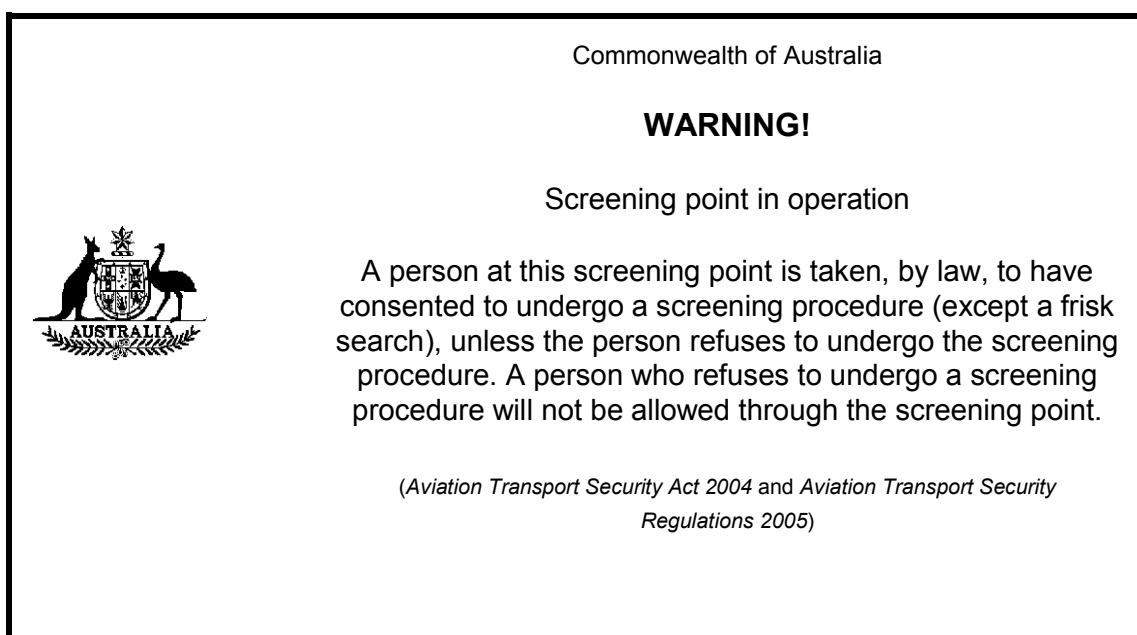 Commonwealth of Australia
WARNING!
Screening point in operation
A person at this screening point is taken, by law, to have
consented to undergo a screening procedure (except a frisk
search), unless the person refuses to undergo the screening
procedure. A person who refuses to undergo a screening
procedure will not be allowed through the screening point.
AUSTRALIA
(Aviation Transport Security Act 2004 and Aviation Transport Security
Regulations 2005)